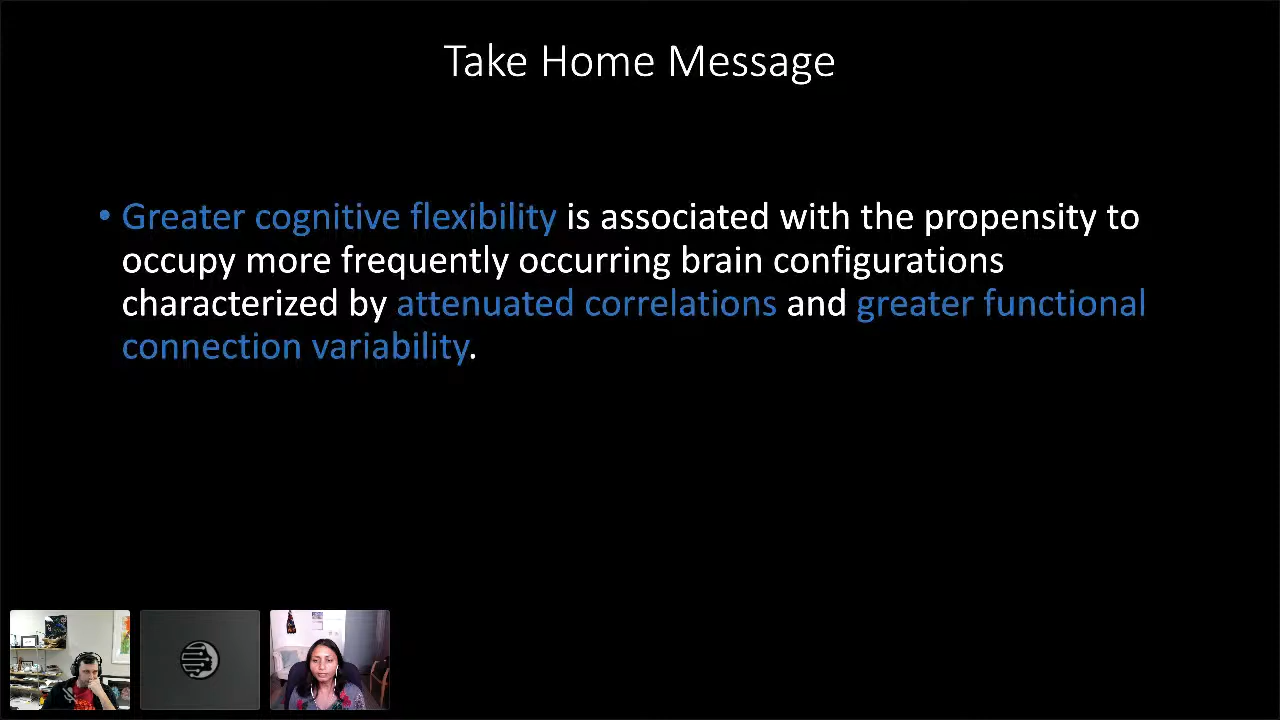 Take Home Message
• Greater cognitive flexibility is associated with the propensity to
occupy more frequently occurring brain configurations
characterized by attenuated correlations and greater functional
connection variability.